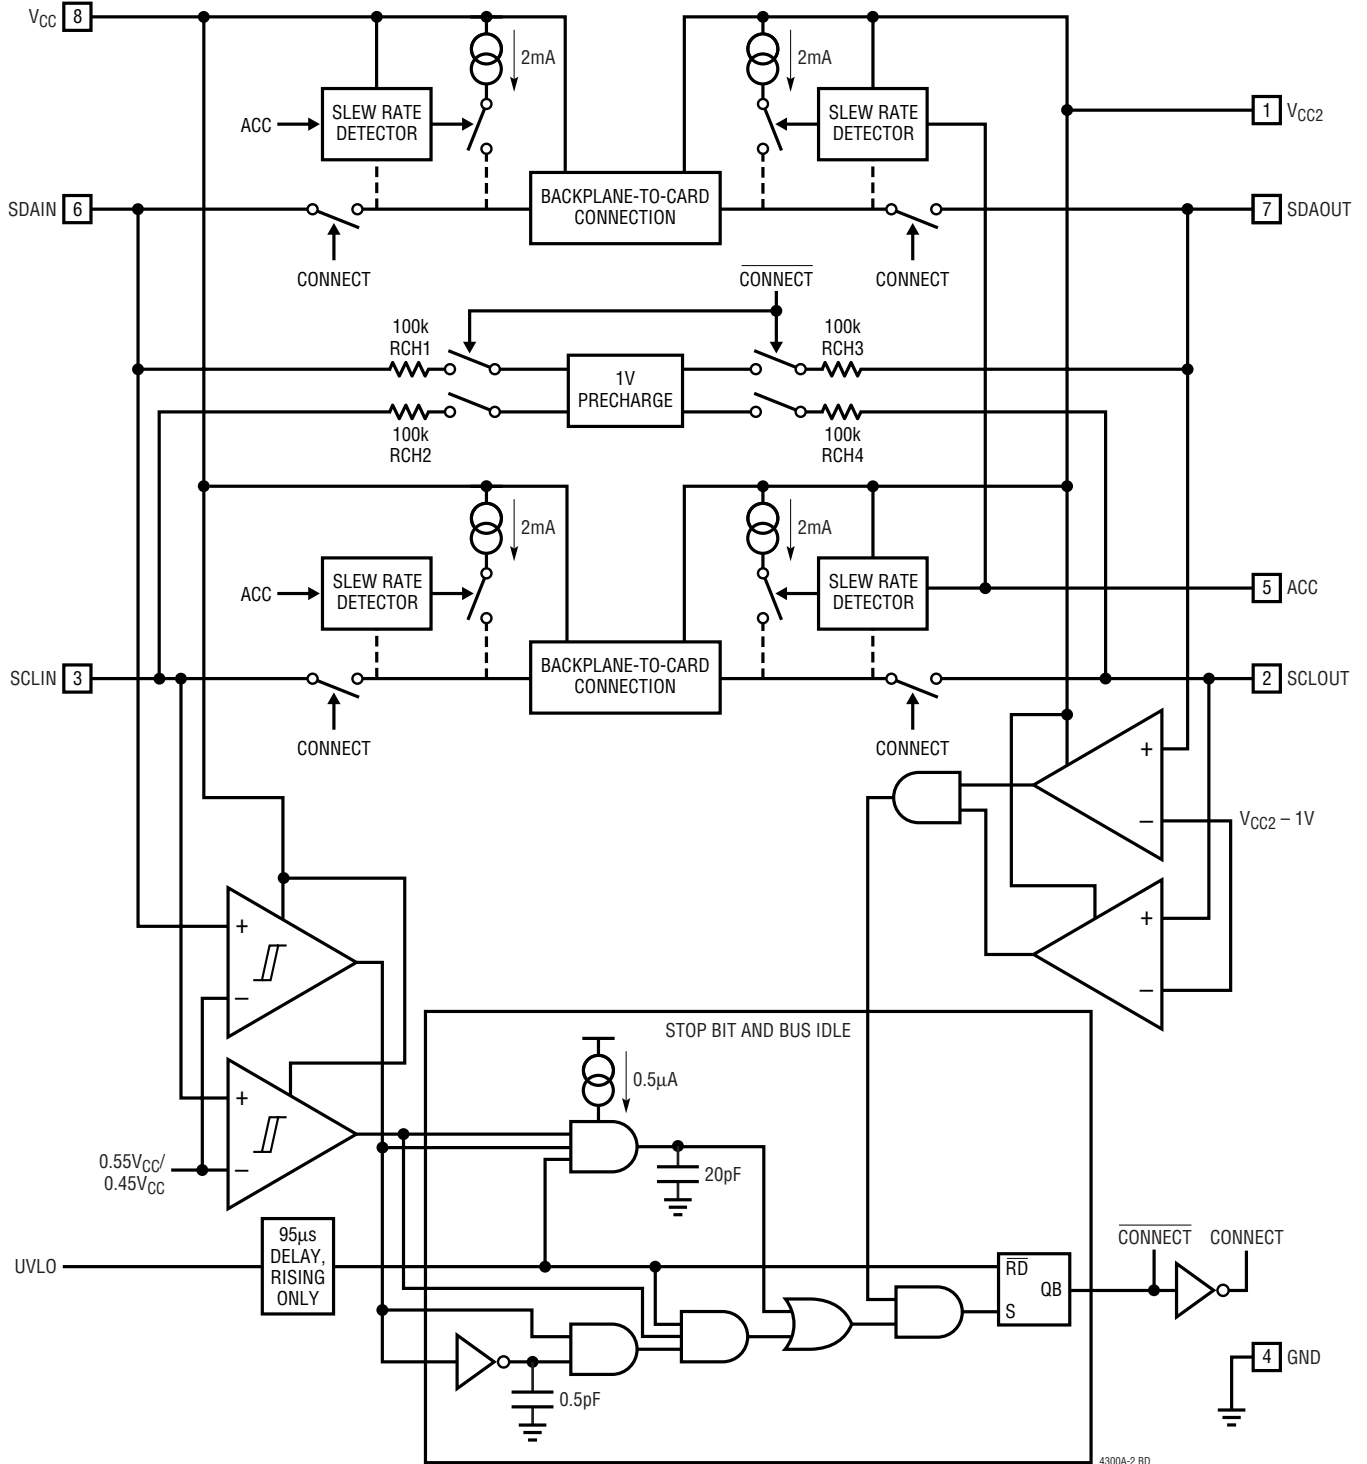 VCC 8
2mA
2mA
ACC
SLEW RATE
DETECTOR
SLEW RATE
DETECTOR
1 VCC2
SDAIN 6
BACKPLANE-TO-CARD
CONNECTION
7 SDAOUT
CONNECT
CONNECT
CONNECT
100k
RCH1
100k
RCH3
1V
PRECHARGE
100k
RCH2
100k
RCH4
2mA
2mA
ACC
SLEW RATE
DETECTOR
SLEW RATE
DETECTOR
5 ACC
SCLIN 3
BACKPLANE-TO-CARD
CONNECTION
2 SCLOUT
CONNECT
CONNECT
+
–
VCC2 – 1V
+
–
+
–
STOP BIT AND BUS IDLE
0.5µA
+
–
0.55VCC/
0.45VCC
20pF
95µs
DELAY,
RISING
ONLY
UVLO
RD
QB
S
CONNECT
CONNECT
0.5pF
4 GND
4300A-2 BD